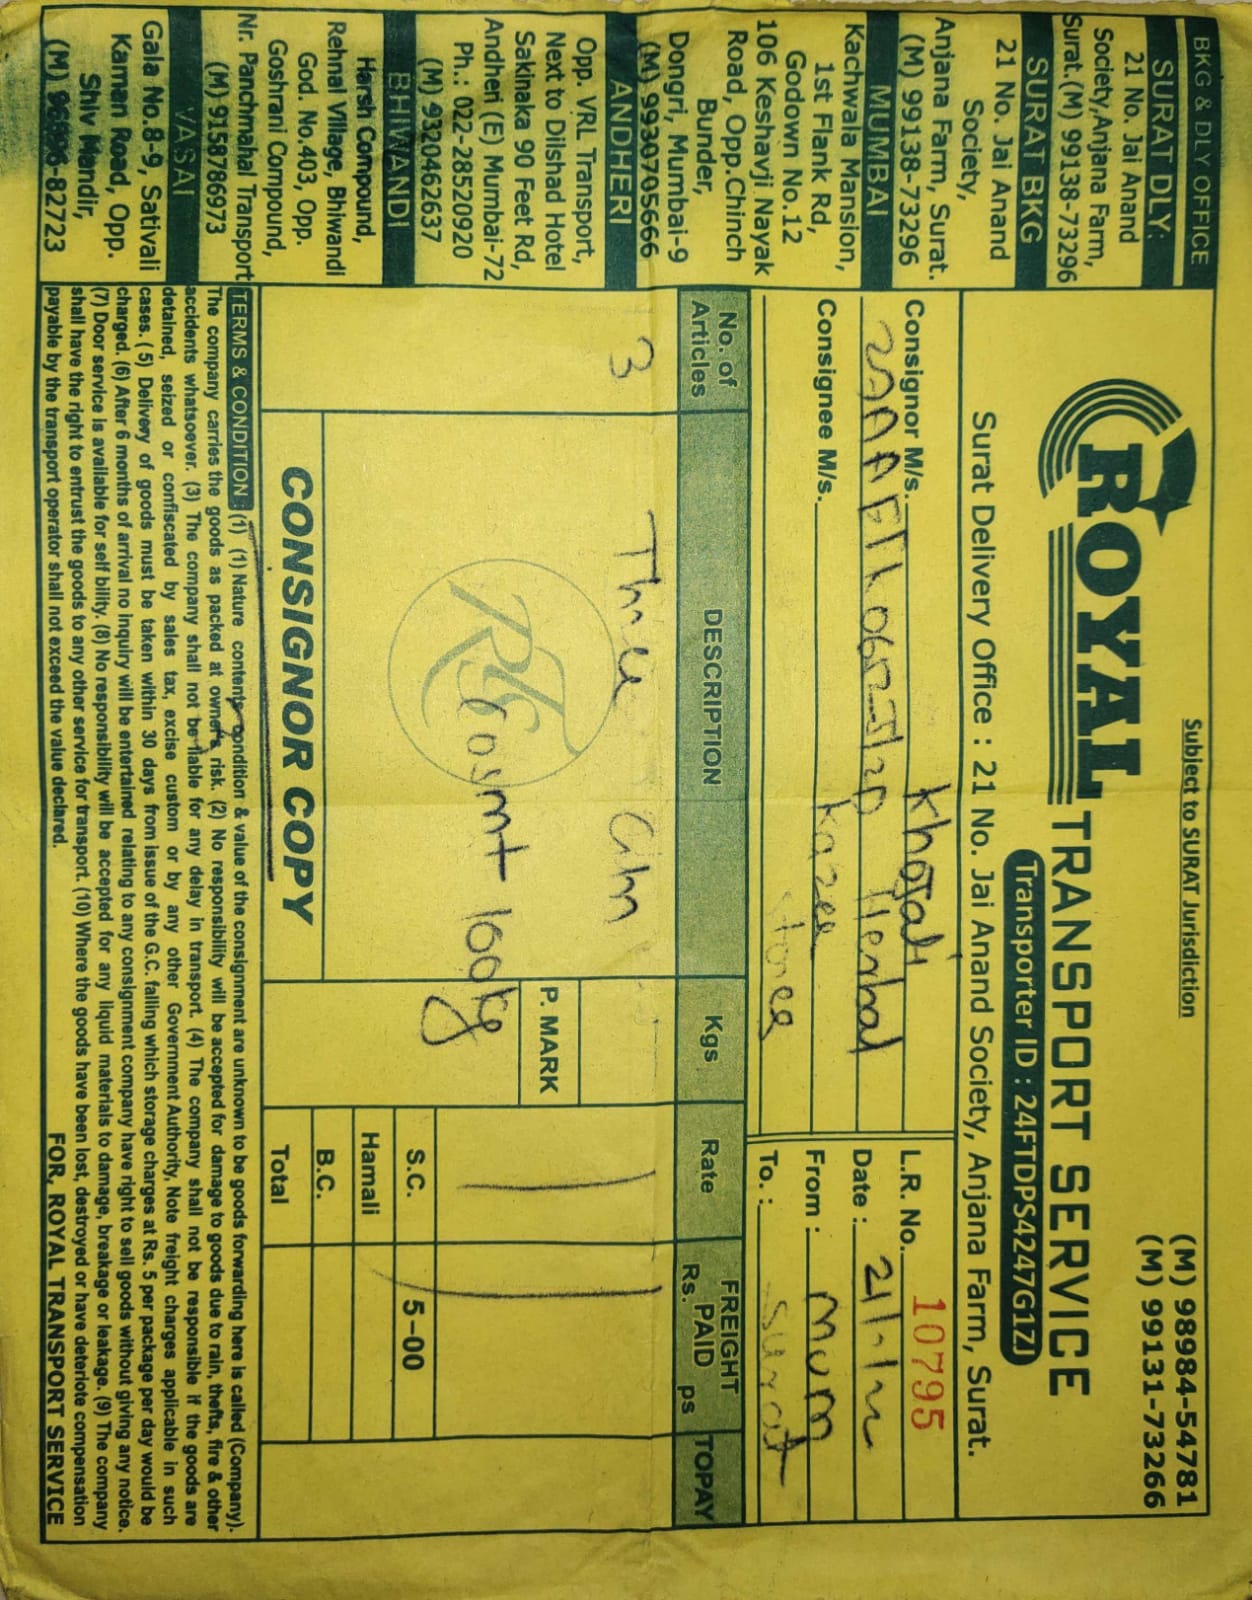 BKG & DLY OFFICE
SURAT DLY:
21 No. Jai Anand
Society,Anjana Farm,
Surat.(M) 99138-73296
SURAT BKG
21 No. Jai Anand
Society,
Anjana Farm, Surat.
(M) 99138-73296
MUMBAI
Kachwala Mansion,
1st Flank Rd,
Godown No.12
106 Keshavji Nayak
Road, Opp.Chinch
Bunder,
Dongri, Mumbai-9
(M) 9930705666
ANDHERI
Opp. VRL Transport,
Next to Dilshad Hotel
Sakinaka 90 Feet Rd,
Andheri (E) Mumbai-72
Ph.: 022-28520920
(M) 9320462637
BHIWANDI
Harsh Compound,
Rehnal Village, Bhiwandi
God. No.403, Opp.
Goshrani Compound,
Nr. Panchmahal Transport
(M) 9158786973
VASAI
Gala No.8-9, Sativali
Kaman Road, Opp.
Shiv Mandir,
-82723
Subject to SURAT Jurisdiction
(M) 98984-54781
(M) 99131-73266
ROYAL TRANSPORT SERVICE
Transporter ID : 24FTDPS4247G1ZJ
Surat Delivery Office : 21 No. Jai Anand Society, Anjana Farm, Surat.
Consignor M/s. Khojati
Consignee M/s. Kazee
stones
L.R. No. 10795
Date :
From : mum
To. : Surat
No. of Articles
DESCRIPTION
Kgs
Rate
FREIGHT
Rs. PAID ps
TOPAY
3
Three
RTS
100kg
P. MARK
S.C. 5-00
Hamali
B.C.
Total
CONSIGNOR COPY
TERMS & CONDITION : (1) (1) Nature contents condition & value of the consignment are unknown to be goods forwarding here is called (Company).
The company carries the goods as packed at owners risk. (2) No responsibility will be accepted for damage to goods due to rain, thefts, fire & other
accidents whatsoever. (3) The company shall not be liable for any delay in transport. (4) The company shall not be responsible if the goods are
detained, seized or confiscated by sales tax, excise custom or by any other Government Authority, Note freight charges applicable in such
cases. ( 5) Delivery of goods must be taken within 30 days from issue of the G.C. falling which storage charges at Rs. 5 per package per day would be
charged. (6) After 6 months of arrival no inquiry will be entertained relating to any consignment company have right to sell goods without giving any notice.
(7) Door service is available for self bility. (8) No responsibility will be accepted for any liquid materials to damage, breakage or leakage. (9) The company
shall have the right to entrust the goods to any other service for transport. (10) Where the goods have been lost, destroyed or have deteriote compensation
payable by the transport operator shall not exceed the value declared.
FOR, ROYAL TRANSPORT SERVICE